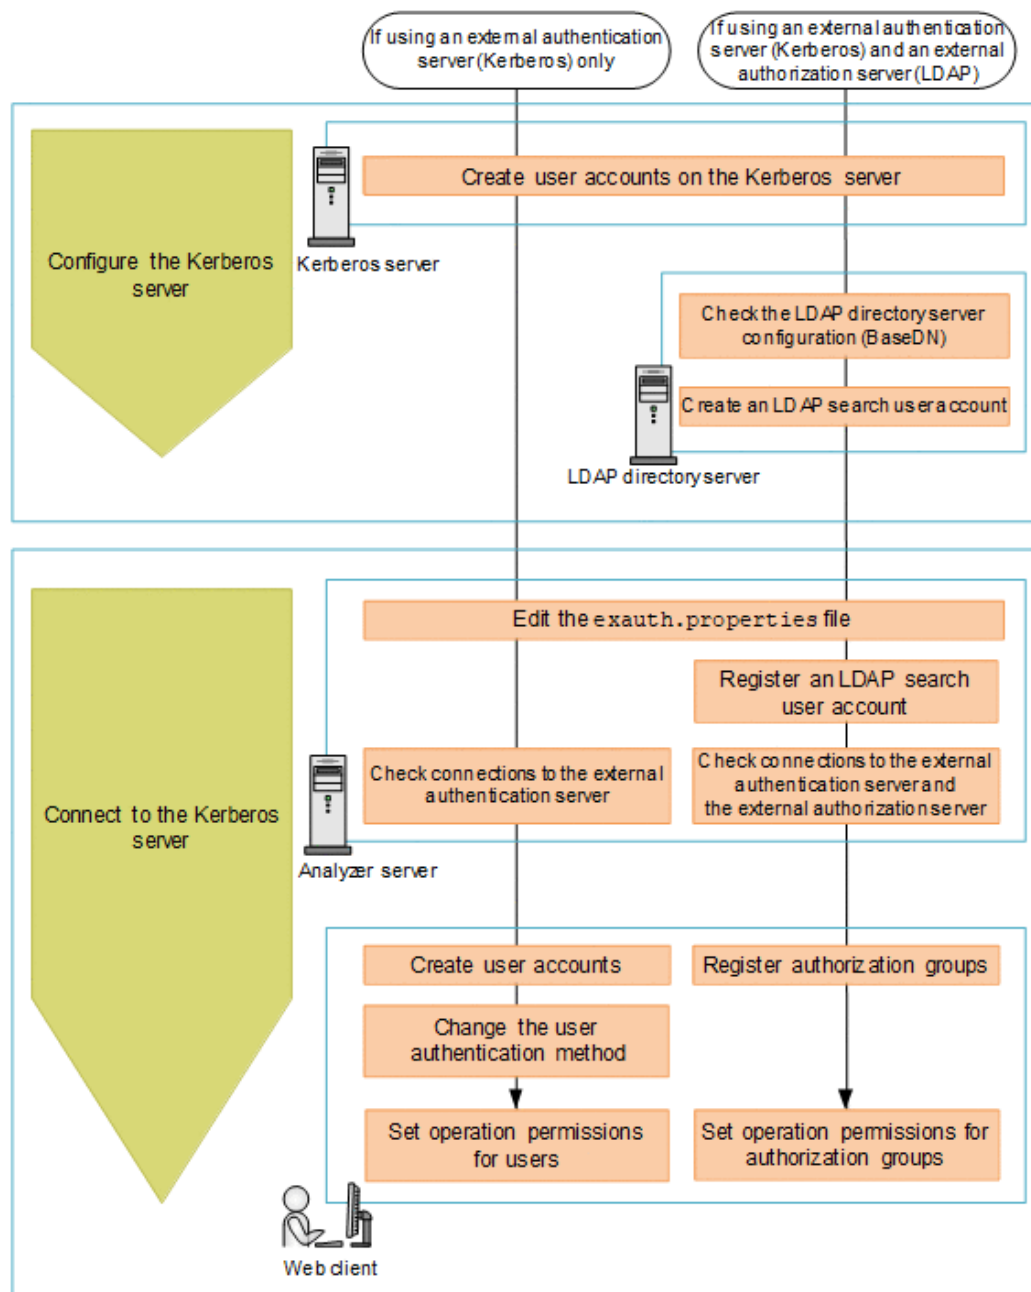 If using an external authentication
server (Kerberos) only
If using an external authentication
server (Kerberos) and an external
authorization server (LDAP)
Create user accounts on the Kerberos server
Configure the Kerberos
server
Kerberos server
Check the LDAP directory server
configuration (BaseDN)
Create an LDAP search user account
LDAP directory server
Edit the exauth.properties file
Register an LDAP search
user account
Check connections to the external
authentication server
Check connections to the external
authentication server and
the external authorization server
Connect to the Kerberos
server
Analyzer server
Create user accounts
Register authorization groups
Change the user
authentication method
Set operation permissions
for users
Set operation permissions for
authorization groups
Web client